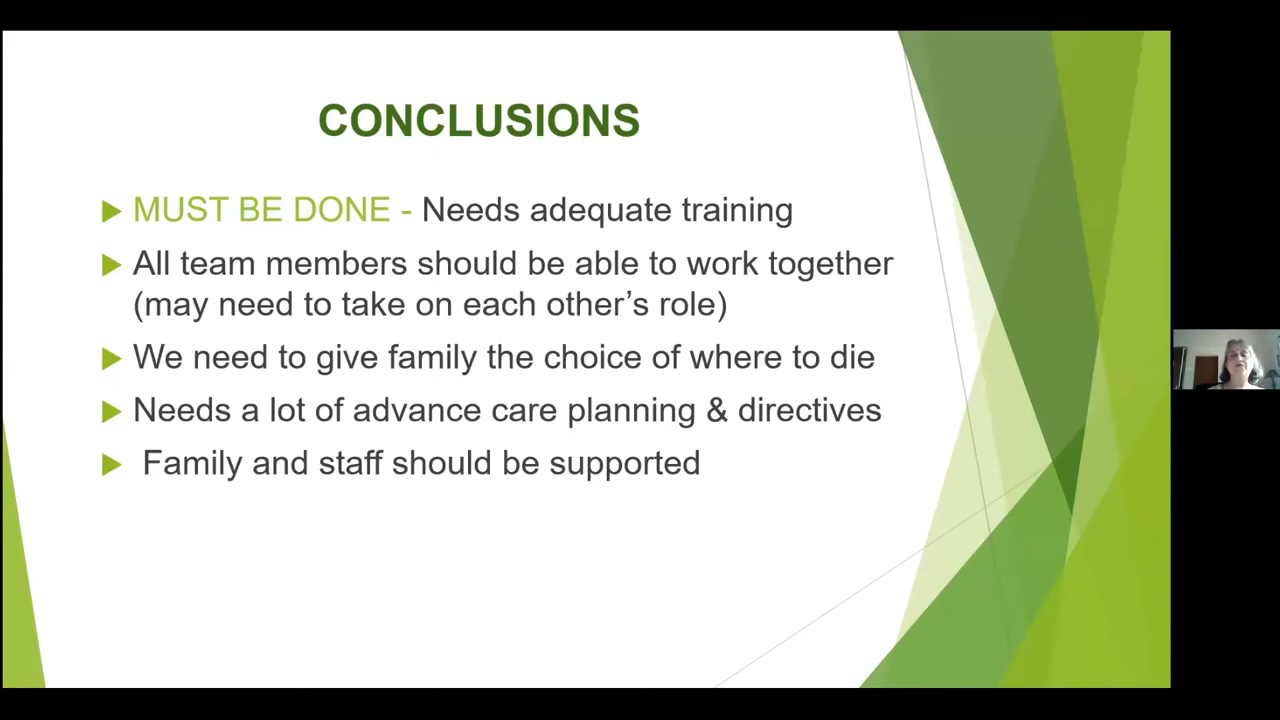 CONCLUSIONS
MUST BE DONE - Needs adequate training
All team members should be able to work together
(may need to take on each other’s role)
We need to give family the choice of where to die
Needs a lot of advance care planning & directives
Family and staff should be supported